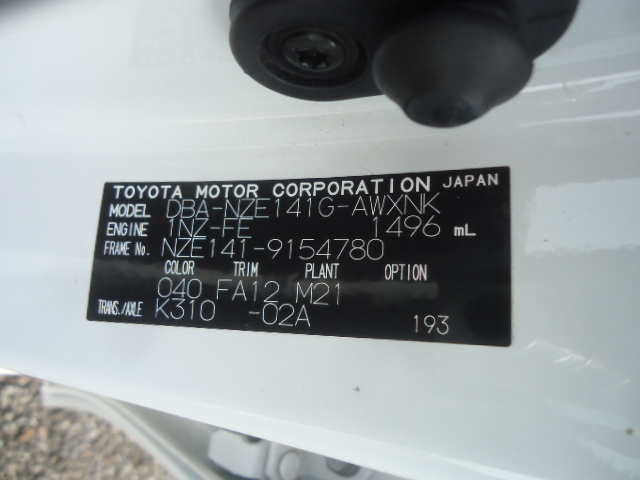 TOYOTA MOTOR CORPORATION JAPAN
MODEL DBA-NZE141G-AWXNK
ENGINE 1NZ-FE 1496 mL
FRAME No. NZE141-9154780
COLOR TRIM PLANT OPTION
040 FA12 M21
TRANS./AXLE K310 -02A 193